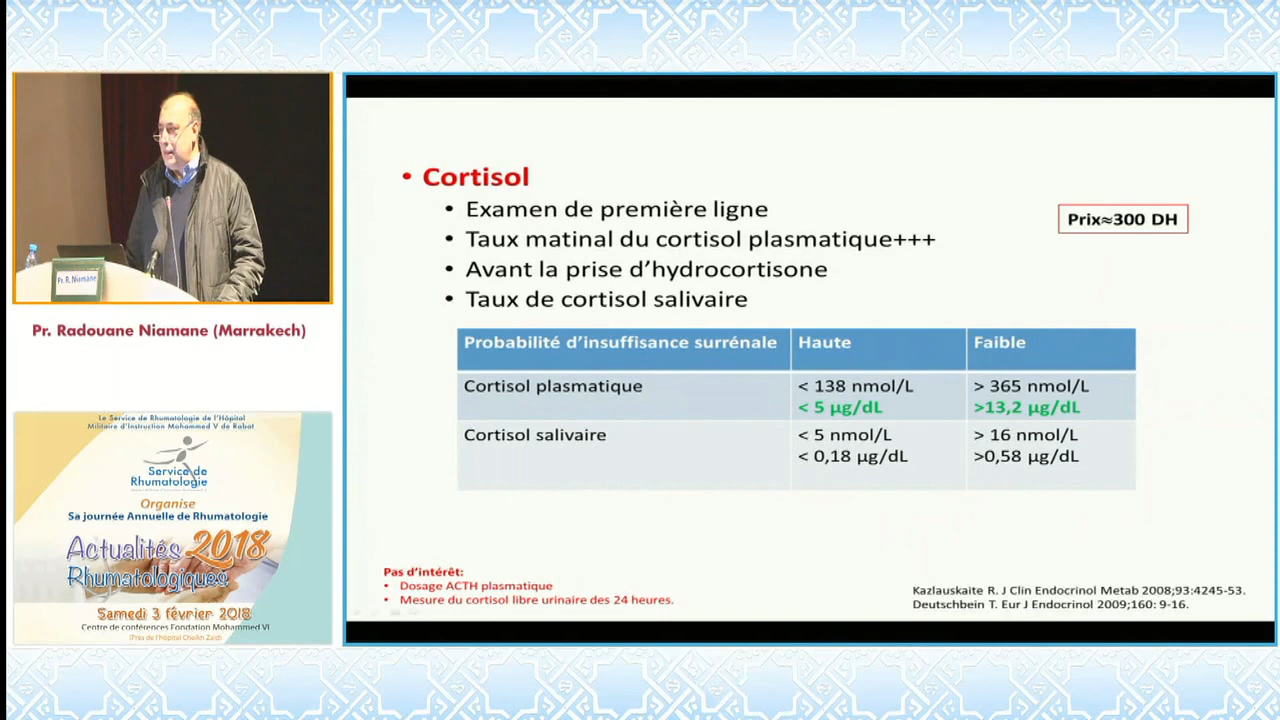 Pr. R. Niamane
Pr. Radouane Niamane (Marrakech)
Le Service de Rhumatologie de l'Hôpital
Militaire d'Instruction Mohammed V de Rabat
Service de
Rhumatologie
Organise
Sa journée Annuelle de Rhumatologie
Actualités 2018
Rhumatologiques
Samedi 3 février 2018
Centre de conférences Fondation Mohammed VI
(Près de l'hôpital Cheikh Zaid)
• Cortisol
• Examen de première ligne
• Taux matinal du cortisol plasmatique+++
• Avant la prise d'hydrocortisone
• Taux de cortisol salivaire
Prix≈300 DH
Probabilité d'insuffisance surrénale Haute Faible
Cortisol plasmatique < 138 nmol/L > 365 nmol/L
< 5 µg/dL >13,2 µg/dL
Cortisol salivaire < 5 nmol/L > 16 nmol/L
< 0,18 µg/dL >0,58 µg/dL
Pas d'intérêt:
• Dosage ACTH plasmatique
• Mesure du cortisol libre urinaire des 24 heures.
Kazlauskaite R. J Clin Endocrinol Metab 2008;93:4245-53.
Deutschbein T. Eur J Endocrinol 2009;160: 9-16.